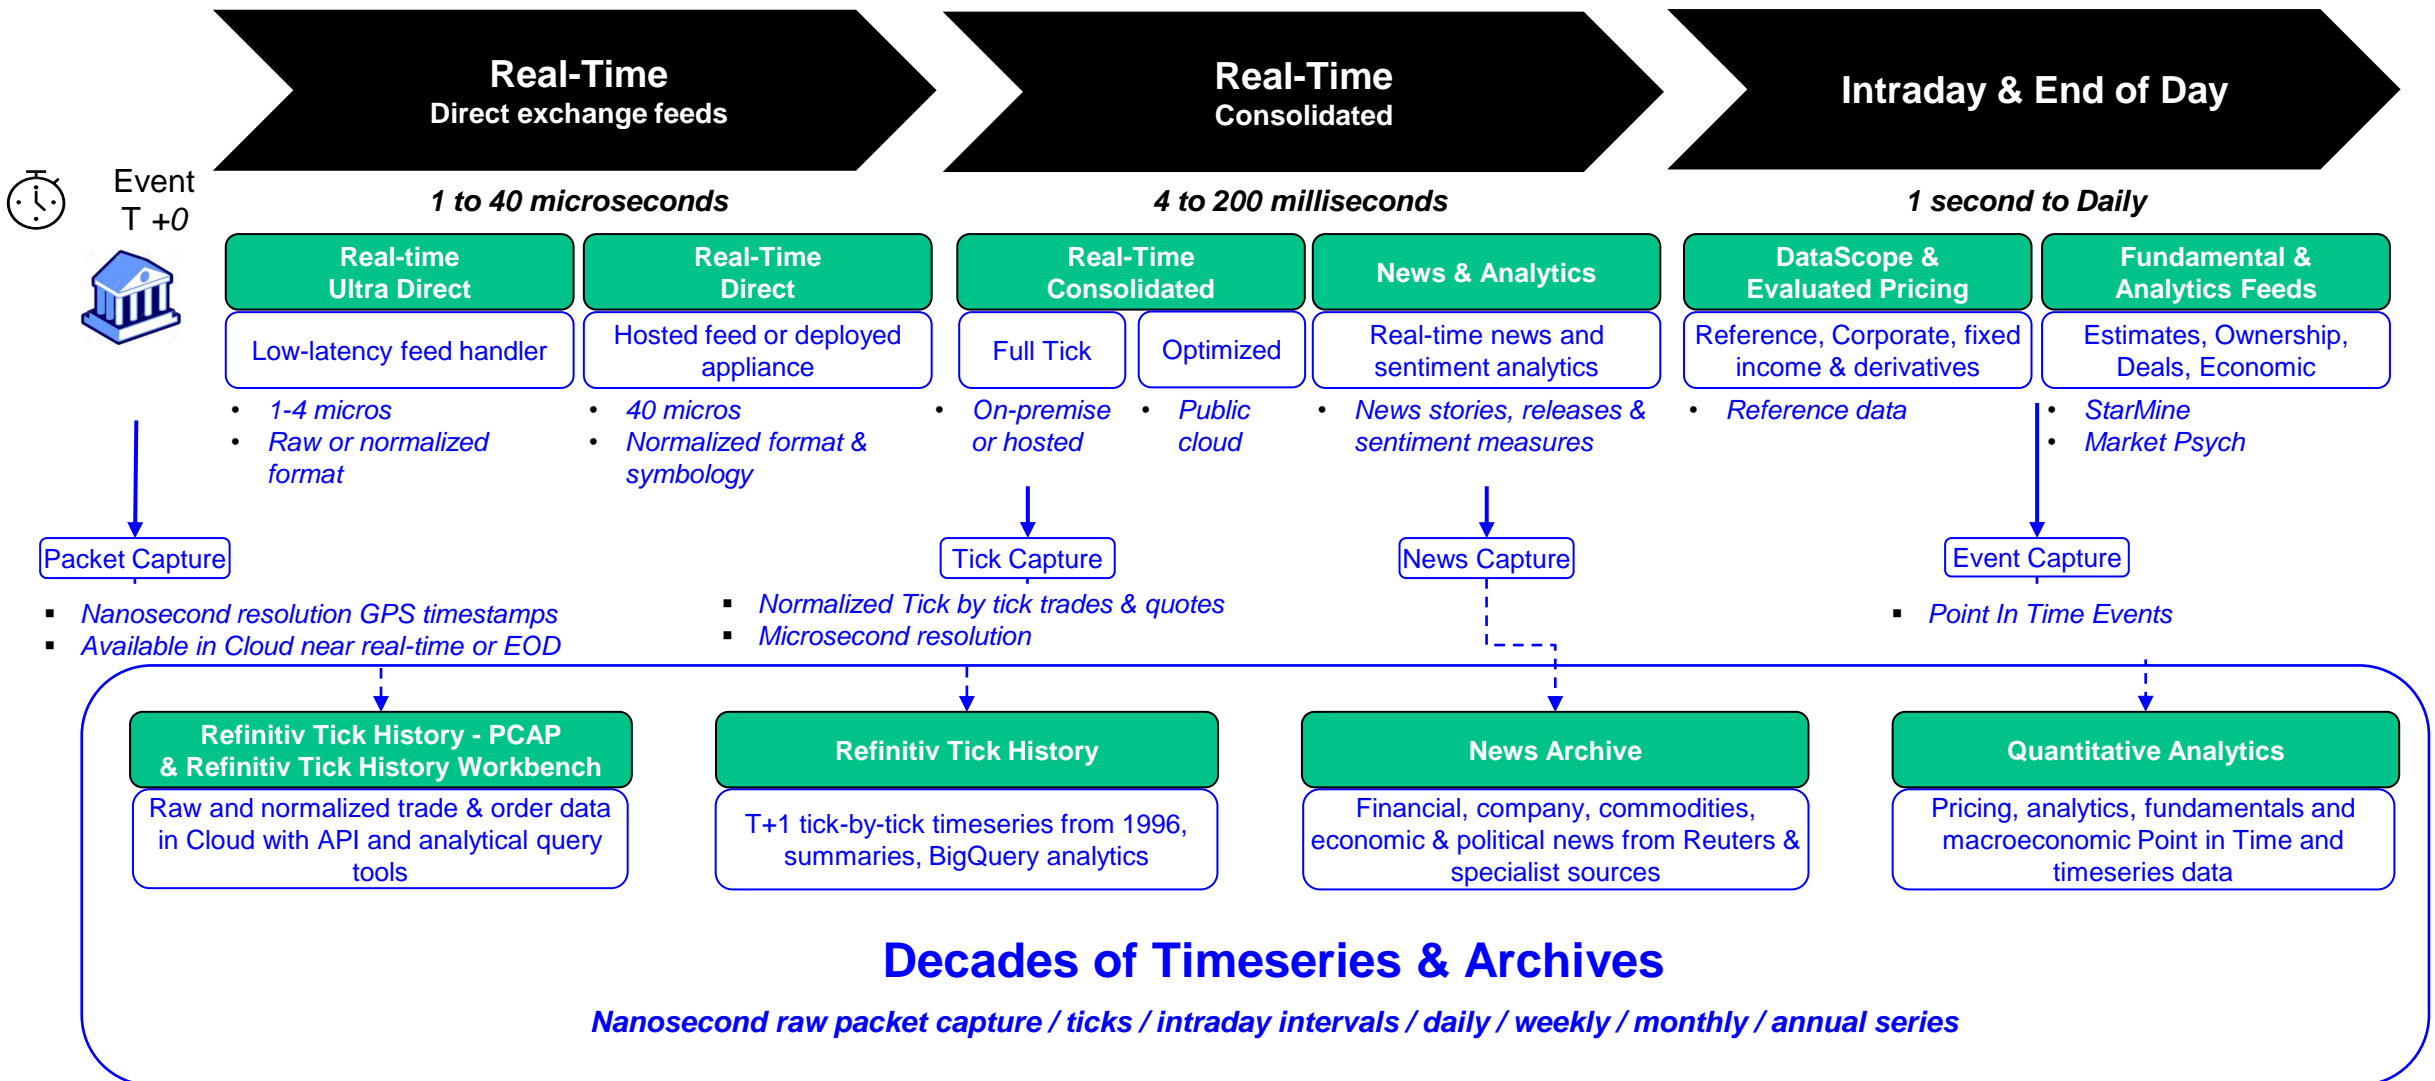 Real-Time
Direct exchange feeds
Real-Time
Consolidated
Intraday & End of Day
Event
T +0
1 to 40 microseconds
4 to 200 milliseconds
1 second to Daily
Real-time
Ultra Direct
Low-latency feed handler
• 1-4 micros
• Raw or normalized
format
Real-Time
Direct
Hosted feed or deployed
appliance
• 40 micros
• Normalized format &
symbology
Real-Time
Consolidated
Full Tick
• On-premise
or hosted
Optimized
• Public
cloud
News & Analytics
Real-time news and
sentiment analytics
• News stories, releases &
sentiment measures
DataScope &
Evaluated Pricing
Reference, Corporate, fixed
income & derivatives
• Reference data
Fundamental &
Analytics Feeds
Estimates, Ownership,
Deals, Economic
• StarMine
• Market Psych
Packet Capture
▪ Nanosecond resolution GPS timestamps
▪ Available in Cloud near real-time or EOD
Tick Capture
▪ Normalized Tick by tick trades & quotes
▪ Microsecond resolution
News Capture
Event Capture
▪ Point In Time Events
Refinitiv Tick History - PCAP
& Refinitiv Tick History Workbench
Raw and normalized trade & order data
in Cloud with API and analytical query
tools
Refinitiv Tick History
T+1 tick-by-tick timeseries from 1996,
summaries, BigQuery analytics
News Archive
Financial, company, commodities,
economic & political news from Reuters &
specialist sources
Quantitative Analytics
Pricing, analytics, fundamentals and
macroeconomic Point in Time and
timeseries data
Decades of Timeseries & Archives
Nanosecond raw packet capture / ticks / intraday intervals / daily / weekly / monthly / annual series